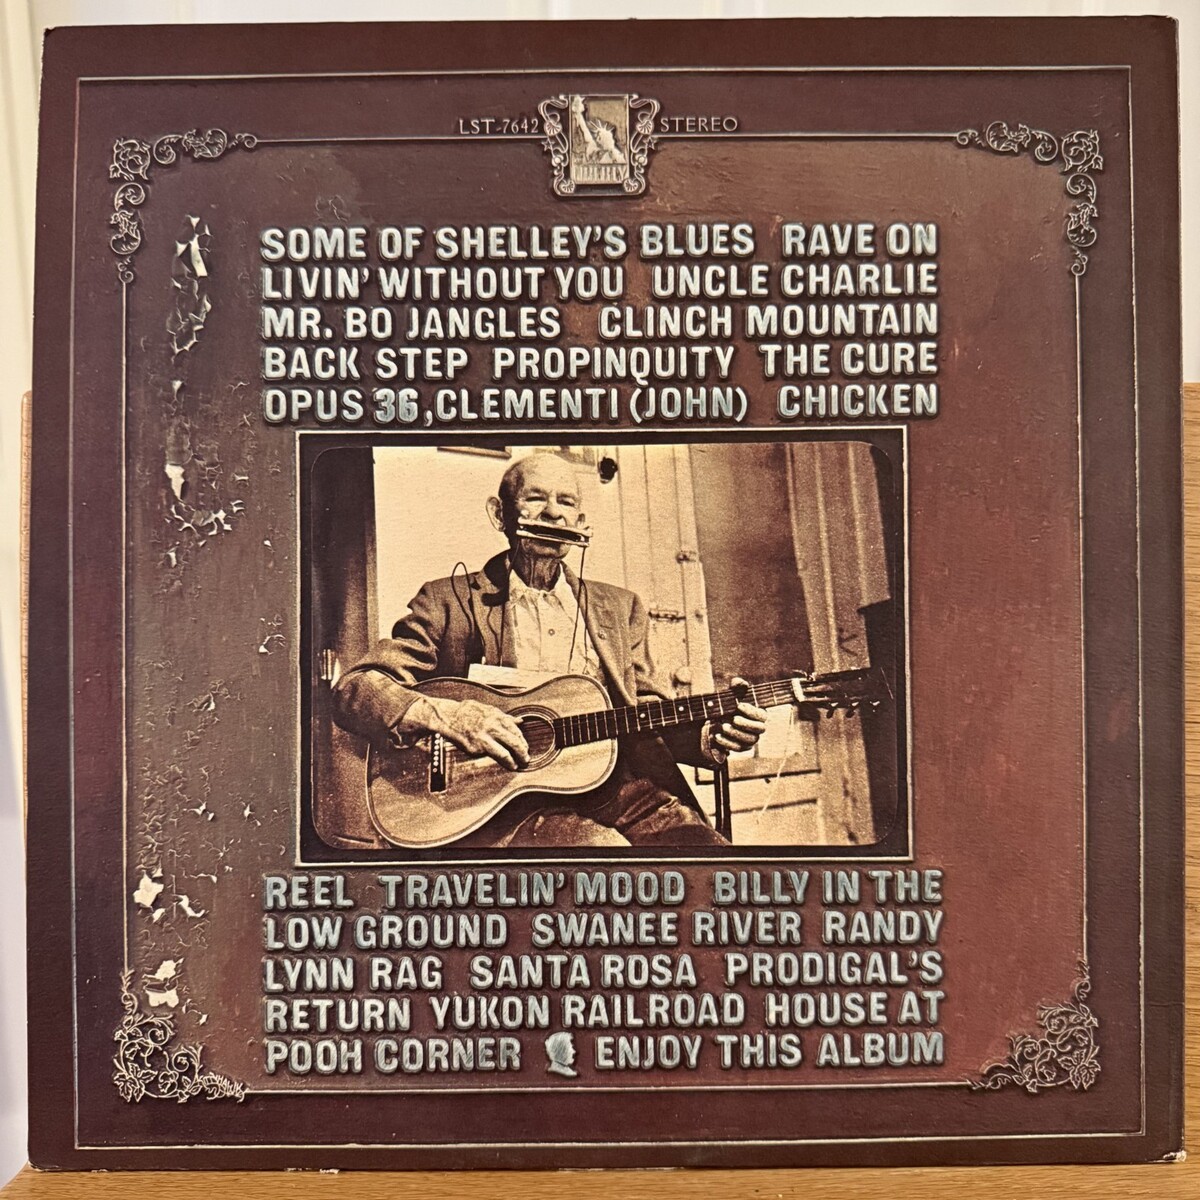 LST-7642 STEREO
LIBERTY
SOME OF SHELLEY'S BLUES RAVE ON
LIVIN' WITHOUT YOU UNCLE CHARLIE
MR. BO JANGLES CLINCH MOUNTAIN
BACK STEP PROPINQUITY THE CURE
OPUS 36, CLEMENTI (JOHN) CHICKEN
REEL TRAVELIN' MOOD BILLY IN THE
LOW GROUND SWANEE RIVER RANDY
LYNN RAG SANTA ROSA PRODIGAL'S
RETURN YUKON RAILROAD HOUSE AT
POOH CORNER ENJOY THIS ALBUM